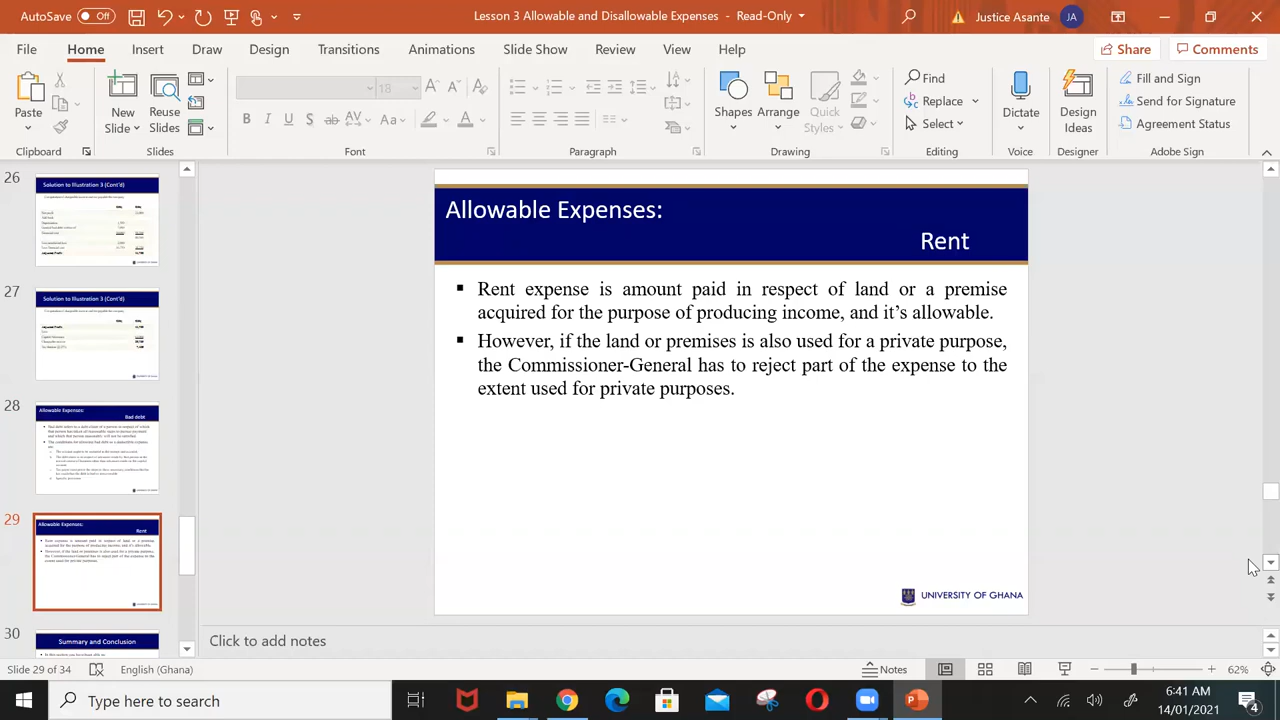 AutoSave Off
Lesson 3 Allowable and Disallowable Expenses - Read-Only
Justice Asante
JA
File Home Insert Draw Design Transitions Animations Slide Show Review View Help
Share
Comments
Paste
New Slide
Reuse Slides
18
Shapes
Arrange
Quick Styles
Find
Replace
Select
Dictate
Design Ideas
Fill and Sign
Send for Signature
Agreement Status
Clipboard
Slides
Font
Paragraph
Drawing
Editing
Voice
Designer
Adobe Sign
26
Solution to Illustration 3 (Cont'd)
27
Solution to Illustration 3 (Cont'd)
28
Allowable Expenses:
Bad debt
29
Allowable Expenses:
Rent
30
Summary and Conclusion
Allowable Expenses:
Rent
Rent expense is amount paid in respect of land or a premise
acquired for the purpose of producing income, and it's allowable.
However, if the land or premises is also used for a private purpose,
the Commissioner-General has to reject part of the expense to the
extent used for private purposes.
UNIVERSITY OF GHANA
Click to add notes
Slide 29 of 34
English (Ghana)
Notes
62%
Type here to search
6:41 AM
14/01/2021
4